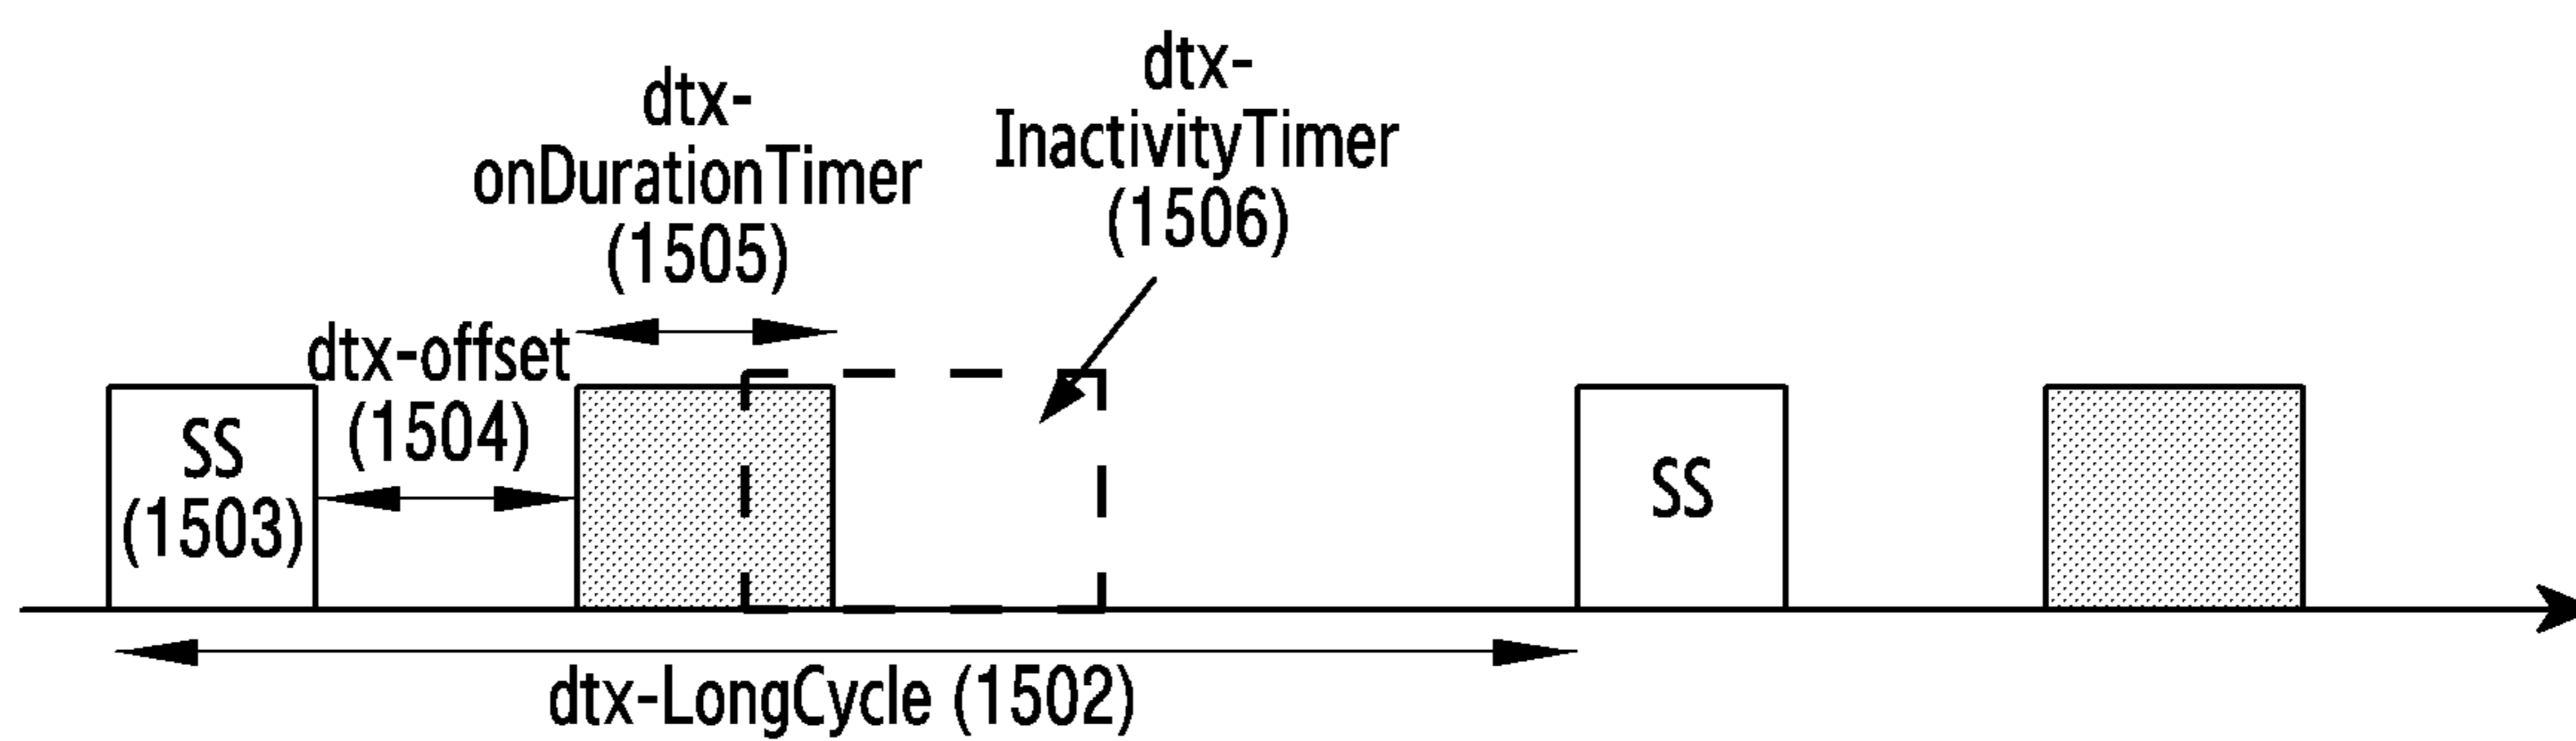 dtx-
onDurationTimer
(1505)
dtx-
InactivityTimer
(1506)
dtx-offset
(1504)
SS
(1503)
SS
dtx-LongCycle (1502)